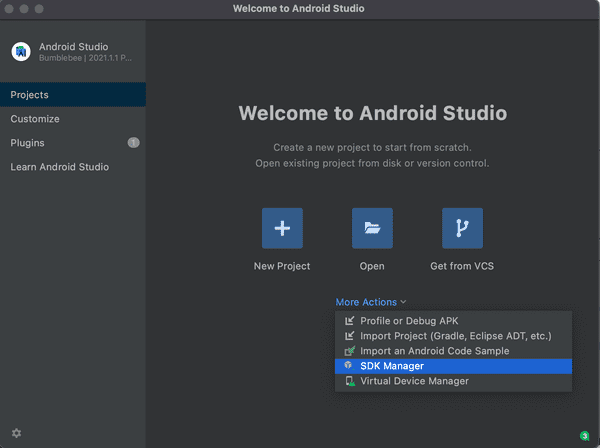 Welcome to Android Studio
Android Studio
Bumblebee | 2021.1.1 P...
Projects
Customize
Plugins
1
Learn Android Studio
Welcome to Android Studio
Create a new project to start from scratch.
Open existing project from disk or version control.
New Project
Open
Get from VCS
More Actions
Profile or Debug APK
Import Project (Gradle, Eclipse ADT, etc.)
Import an Android Code Sample
SDK Manager
Virtual Device Manager
3